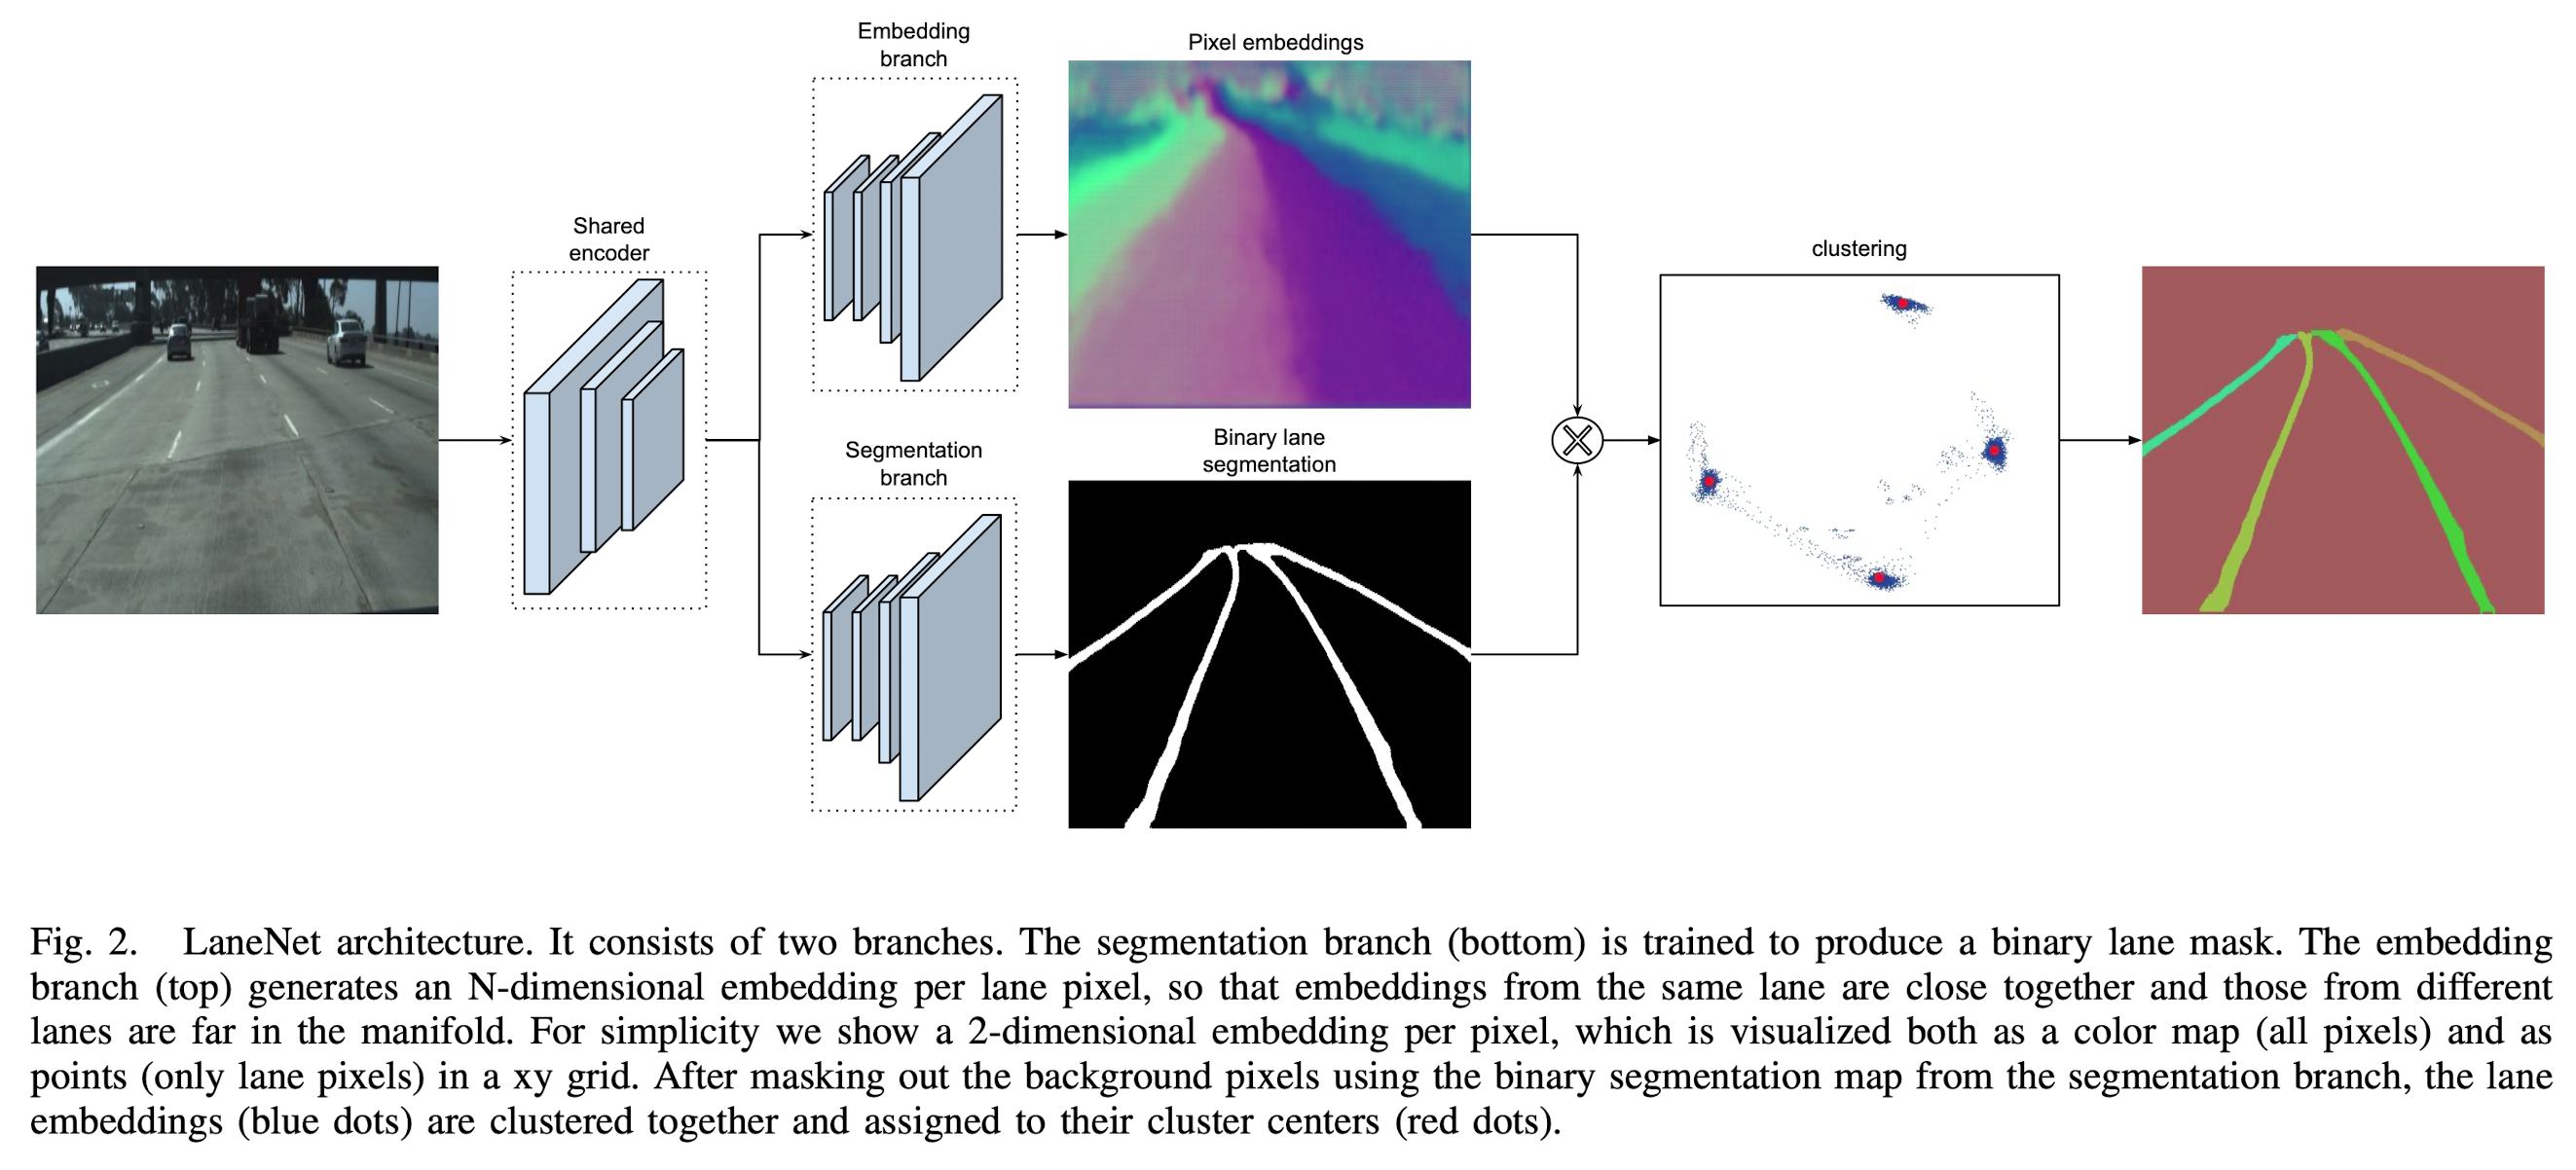 Embedding
branch
Pixel embeddings
Shared
encoder
clustering
Segmentation
branch
Binary lane
segmentation
Fig. 2. LaneNet architecture. It consists of two branches. The segmentation branch (bottom) is trained to produce a binary lane mask. The embedding
branch (top) generates an N-dimensional embedding per lane pixel, so that embeddings from the same lane are close together and those from different
lanes are far in the manifold. For simplicity we show a 2-dimensional embedding per pixel, which is visualized both as a color map (all pixels) and as
points (only lane pixels) in a xy grid. After masking out the background pixels using the binary segmentation map from the segmentation branch, the lane
embeddings (blue dots) are clustered together and assigned to their cluster centers (red dots).